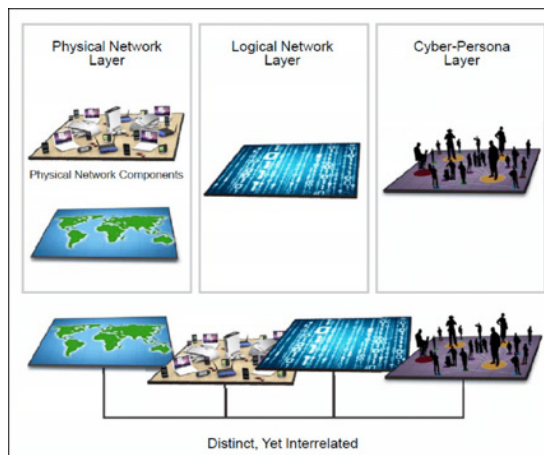 Physical Network
Layer
Logical Network
Layer
Cyber-Persona
Layer
Physical Network Components
Distinct, Yet Interrelated